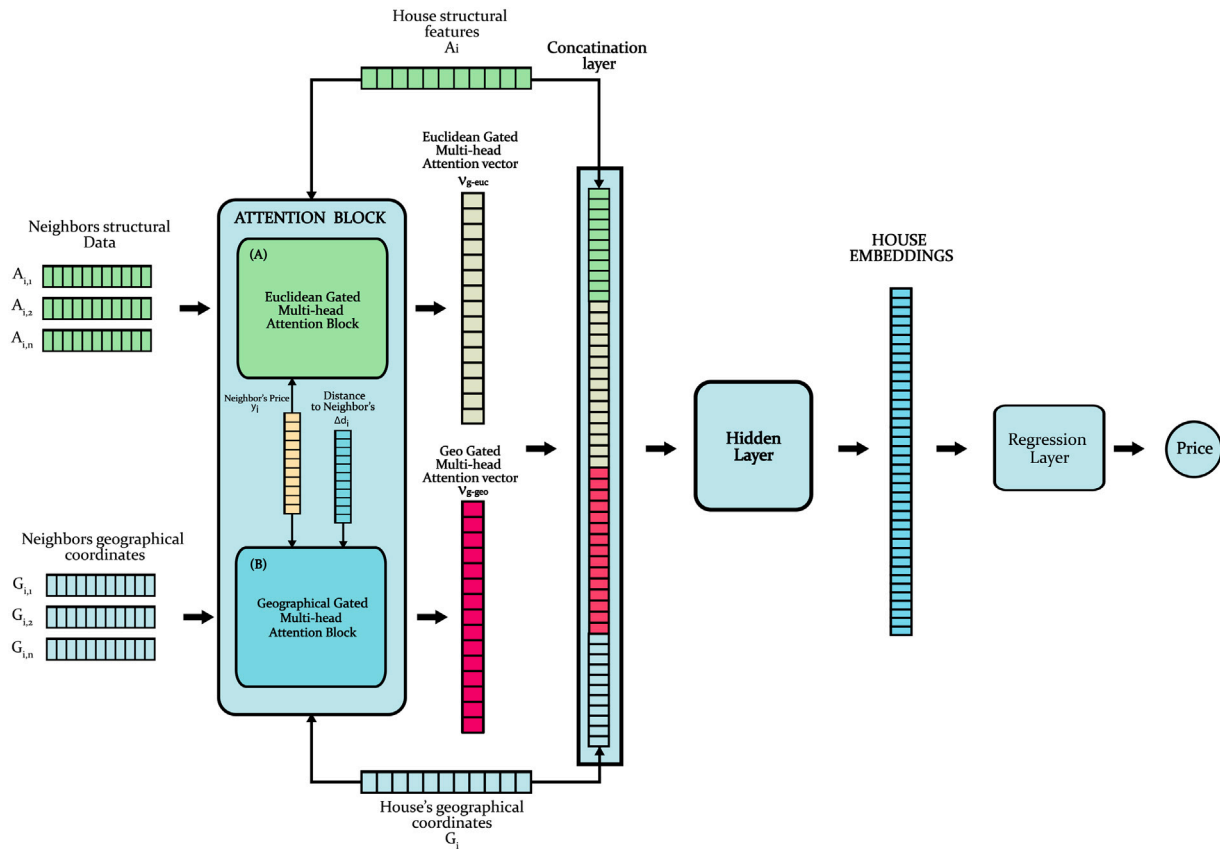 House structural
features
Ai
Concatination
layer
Euclidean Gated
Multi-head
Attention vector
Vg-euc
ATTENTION BLOCK
Neighbors structural
Data
Ai,1
Ai,2
Ai,n
(A)
Euclidean Gated
Multi-head
Attention Block
Neighbor's Price
yi
Distance
to Neighbor's
Δdi
Geo Gated
Multi-head
Attention vector
Vg-geo
HOUSE
EMBEDDINGS
Hidden
Layer
Regression
Layer
Price
Neighbors geographical
coordinates
Gi,1
Gi,2
Gi,n
(B)
Geographical Gated
Multi-head
Attention Block
House's geographical
coordinates
Gi